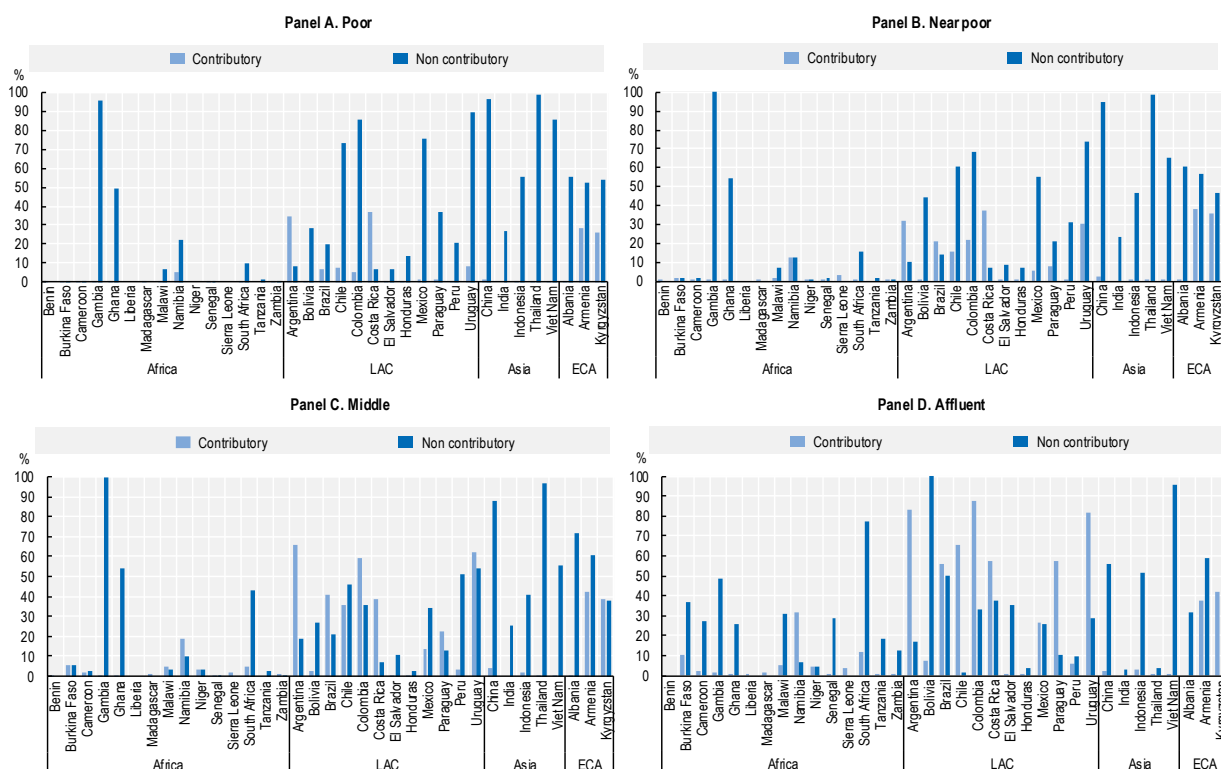 Panel A. Poor
Contributory Non contributory
%
100
90
80
70
60
50
40
30
20
10
0
Benin
Burkina Faso
Cameroon
Gambia
Ghana
Liberia
Madagascar
Malawi
Namibia
Niger
Senegal
Sierra Leone
South Africa
Tanzania
Zambia
Argentina
Bolivia
Brazil
Chile
Colombia
Costa Rica
El Salvador
Honduras
Mexico
Paraguay
Peru
Uruguay
China
India
Indonesia
Thailand
Viet Nam
Albania
Armenia
Kyrgyzstan
Africa LAC Asia ECA
Panel B. Near poor
Contributory Non contributory
%
100
90
80
70
60
50
40
30
20
10
0
Benin
Burkina Faso
Cameroon
Gambia
Ghana
Liberia
Madagascar
Malawi
Namibia
Niger
Senegal
Sierra Leone
South Africa
Tanzania
Zambia
Argentina
Bolivia
Brazil
Chile
Colombia
Costa Rica
El Salvador
Honduras
Mexico
Paraguay
Peru
Uruguay
China
India
Indonesia
Thailand
Viet Nam
Albania
Armenia
Kyrgyzstan
Africa LAC Asia ECA
Panel C. Middle
Contributory Non contributory
%
100
90
80
70
60
50
40
30
20
10
0
Benin
Burkina Faso
Cameroon
Gambia
Ghana
Liberia
Madagascar
Malawi
Namibia
Niger
Senegal
Sierra Leone
South Africa
Tanzania
Zambia
Argentina
Bolivia
Brazil
Chile
Colombia
Costa Rica
El Salvador
Honduras
Mexico
Paraguay
Peru
Uruguay
China
India
Indonesia
Thailand
Viet Nam
Albania
Armenia
Kyrgyzstan
Africa LAC Asia ECA
Panel D. Affluent
Contributory Non contributory
%
100
90
80
70
60
50
40
30
20
10
0
Benin
Burkina Faso
Cameroon
Gambia
Ghana
Liberia
Madagascar
Malawi
Namibia
Niger
Senegal
Sierra Leone
South Africa
Tanzania
Zambia
Argentina
Bolivia
Brazil
Chile
Colombia
Costa Rica
El Salvador
Honduras
Mexico
Paraguay
Peru
Uruguay
China
India
Indonesia
Thailand
Viet Nam
Albania
Armenia
Kyrgyzstan
Africa LAC Asia ECA